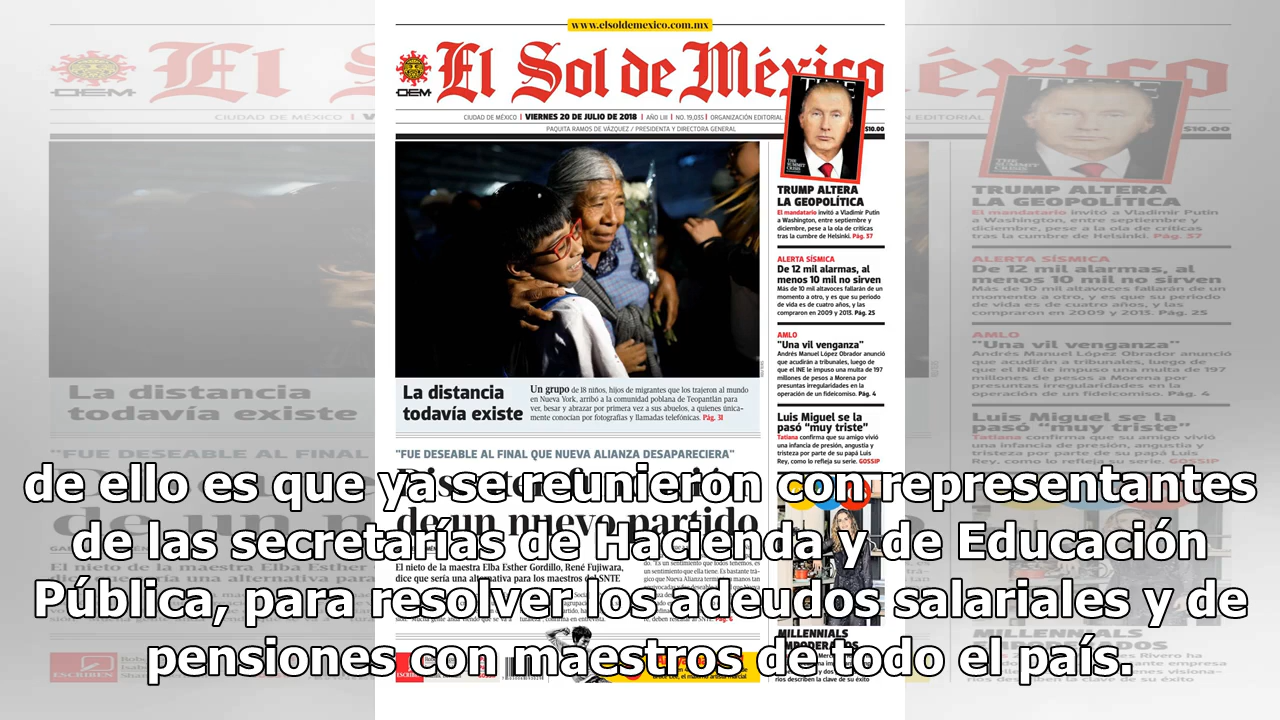 www.elsoldemexico.com.mx
El Sol de México
OEM
CIUDAD DE MÉXICO | VIERNES 20 DE JULIO DE 2018 | AÑO LIII | NO. 19,035 | ORGANIZACIÓN EDITORIAL
PAQUITA RAMOS DE VÁZQUEZ / PRESIDENTA Y DIRECTORA GENERAL
$10.00
TIME
THE
SUMMIT
CRISIS
TRUMP ALTERA
LA GEOPOLÍTICA
El mandatario invitó a Vladimir Putin
a Washington, entre septiembre y
diciembre, pese a la ola de críticas
tras la cumbre de Helsinki. Pág. 37
ALERTA SÍSMICA
De 12 mil alarmas, al
menos 10 mil no sirven
Más de 10 mil altavoces fallarán de un
momento a otro, y es que su periodo
de vida es de cuatro años, y las
compraron en 2009 y 2013. Pág. 25
AMLO
"Una vil venganza"
Andrés Manuel López Obrador anunció
que acudirán a tribunales, luego de
que el INE le impuso una multa de 197
millones de pesos a Morena por
presuntas irregularidades en la
operación de un fideicomiso. Pág. 4
Luis Miguel se la
pasó "muy triste"
Tatiana confirma que su amigo vivió
una infancia de presión, angustia y
tristeza por parte de su papá Luis
Rey, como lo refleja su serie. GOSSIP
La distancia
todavía existe
Un grupo de 18 niños, hijos de migrantes que los trajeron al mundo
en Nueva York, arribó a la comunidad poblana de Teopantlán para
ver, besar y abrazar por primera vez a sus abuelos, a quienes única-
mente conocían por fotografías y llamadas telefónicas. Pág. 31
"FUE DESEABLE AL FINAL QUE NUEVA ALIANZA DESAPARECIERA"
de un nuevo partido
El nieto de la maestra Elba Esther Gordillo, René Fujiwara,
dice que sería una alternativa para los maestros del SNTE
MILLENNIALS
de ello es que ya se reunieron con representantes
de las secretarías de Hacienda y de Educación
Pública, para resolver los adeudos salariales y de
pensiones con maestros de todo el país.